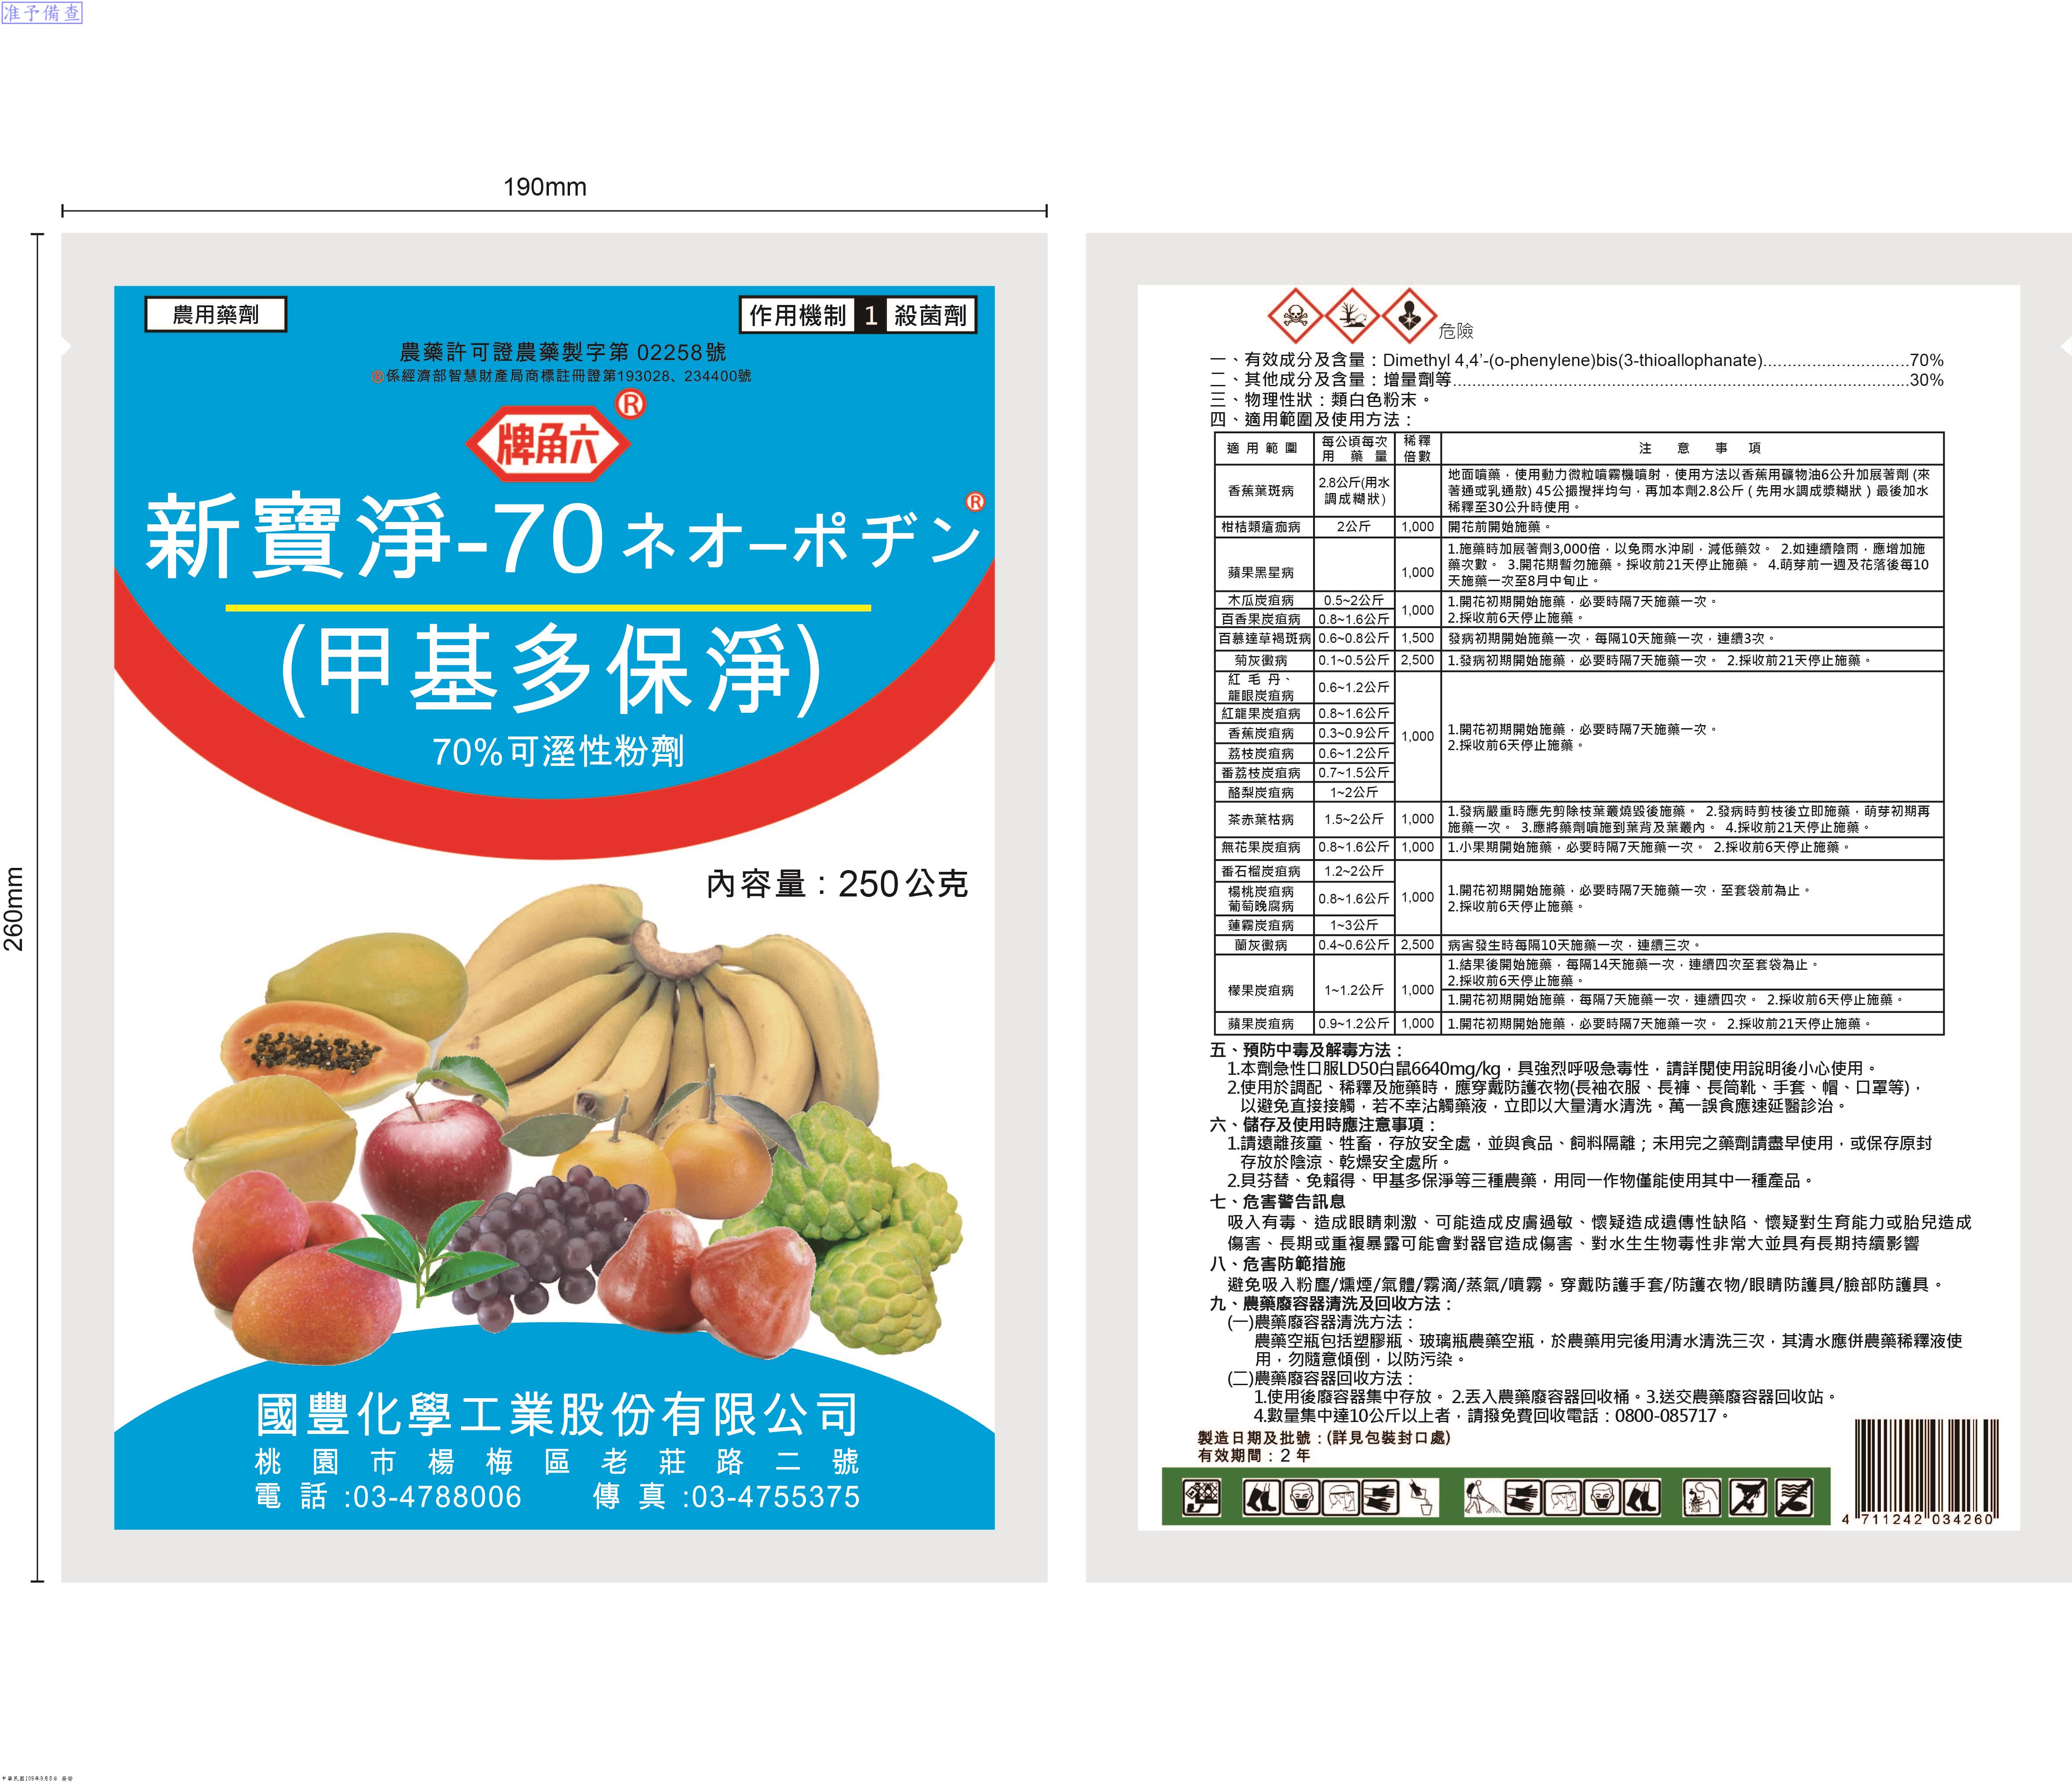 准予備查
190mm
260mm
農用藥劑
作用機制 1 殺菌劑
農藥許可證農藥製字第 02258號
®係經濟部智慧財產局商標註冊證第193028、234400號
牌角六 ®
新寶淨-70 ネオーポヂン ®
(甲基多保淨)
70%可溼性粉劑
內容量：250公克
國豐化學工業股份有限公司
桃園市楊梅區老莊路二號
電話:03-4788006 傳真:03-4755375
危險
一、有效成分及含量：Dimethyl 4,4’-(o-phenylene)bis(3-thioallophanate)..............................70%
二、其他成分及含量：增量劑等..............................................................................................30%
三、物理性狀：類白色粉末。
四、適用範圍及使用方法：
適用範圍 每公頃每次用藥量 稀釋倍數 注意事項
香蕉葉斑病 2.8公斤(用水調成糊狀)
地面噴藥，使用動力微粒噴霧機噴射，使用方法以香蕉用礦物油6公升加展著劑 (來
著通或乳通散) 45公撮攪拌均勻，再加本劑2.8公斤 ( 先用水調成漿糊狀 ) 最後加水
稀釋至30公升時使用。
柑桔類瘡痂病 2公斤 1,000 開花前開始施藥。
蘋果黑星病 1,000
1.施藥時加展著劑3,000倍，以免雨水沖刷，減低藥效。 2.如連續陰雨，應增加施
藥次數。 3.開花期暫勿施藥。採收前21天停止施藥。 4.萌芽前一週及花落後每10
天施藥一次至8月中旬止。
木瓜炭疽病 0.5~2公斤 1,000 1.開花初期開始施藥，必要時隔7天施藥一次。
百香果炭疽病 0.8~1.6公斤 2.採收前6天停止施藥。
百慕達草褐斑病 0.6~0.8公斤 1,500 發病初期開始施藥一次，每隔10天施藥一次，連續3次。
菊灰黴病 0.1~0.5公斤 2,500 1.發病初期開始施藥，必要時隔7天施藥一次。 2.採收前21天停止施藥。
紅毛丹、
龍眼炭疽病 0.6~1.2公斤
紅龍果炭疽病 0.8~1.6公斤
香蕉炭疽病 0.3~0.9公斤 1,000 1.開花初期開始施藥，必要時隔7天施藥一次。
2.採收前6天停止施藥。
荔枝炭疽病 0.6~1.2公斤
番荔枝炭疽病 0.7~1.5公斤
酪梨炭疽病 1~2公斤
茶赤葉枯病 1.5~2公斤 1,000 1.發病嚴重時應先剪除枝葉叢燒毀後施藥。 2.發病時剪枝後立即施藥，萌芽初期再
施藥一次。 3.應將藥劑噴施到葉背及葉叢內。 4.採收前21天停止施藥。
無花果炭疽病 0.8~1.6公斤 1,000 1.小果期開始施藥，必要時隔7天施藥一次。 2.採收前6天停止施藥。
番石榴炭疽病 1.2~2公斤
楊桃炭疽病
葡萄晚腐病 0.8~1.6公斤 1,000 1.開花初期開始施藥，必要時隔7天施藥一次，至套袋前為止。
2.採收前6天停止施藥。
蓮霧炭疽病 1~3公斤
蘭灰黴病 0.4~0.6公斤 2,500 病害發生時每隔10天施藥一次，連續三次。
檬果炭疽病 1~1.2公斤 1,000 1.結果後開始施藥，每隔14天施藥一次，連續四次至套袋為止。
2.採收前6天停止施藥。
1.開花初期開始施藥，每隔7天施藥一次，連續四次。 2.採收前6天停止施藥。
蘋果炭疽病 0.9~1.2公斤 1,000 1.開花初期開始施藥，必要時隔7天施藥一次。 2.採收前21天停止施藥。
五、預防中毒及解毒方法：
1.本劑急性口服LD50白鼠6640mg/kg，具強烈呼吸急毒性，請詳閱使用說明後小心使用。
2.使用於調配、稀釋及施藥時，應穿戴防護衣物(長袖衣服、長褲、長筒靴、手套、帽、口罩等)，
以避免直接接觸，若不幸沾觸藥液，立即以大量清水清洗。萬一誤食應速延醫診治。
六、儲存及使用時應注意事項：
1.請遠離孩童、牲畜，存放安全處，並與食品、飼料隔離；未用完之藥劑請盡早使用，或保存原封
存放於陰涼、乾燥安全處所。
2.貝芬替、免賴得、甲基多保淨等三種農藥，用同一作物僅能使用其中一種產品。
七、危害警告訊息
吸入有毒、造成眼睛刺激、可能造成皮膚過敏、懷疑造成遺傳性缺陷、懷疑對生育能力或胎兒造成
傷害、長期或重複暴露可能會對器官造成傷害、對水生生物毒性非常大並具有長期持續影響
八、危害防範措施
避免吸入粉塵/燻煙/氣體/霧滴/蒸氣/噴霧。穿戴防護手套/防護衣物/眼睛防護具/臉部防護具。
九、農藥廢容器清洗及回收方法：
(一)農藥廢容器清洗方法：
農藥空瓶包括塑膠瓶、玻璃瓶農藥空瓶，於農藥用完後用清水清洗三次，其清水應併農藥稀釋液使
用，勿隨意傾倒，以防污染。
(二)農藥廢容器回收方法：
1.使用後廢容器集中存放。 2.丟入農藥廢容器回收桶。3.送交農藥廢容器回收站。
4.數量集中達10公斤以上者，請撥免費回收電話：0800-085717。
製造日期及批號：(詳見包裝封口處)
有效期間：2 年
4 711242 034260
中華民國109年9月8日